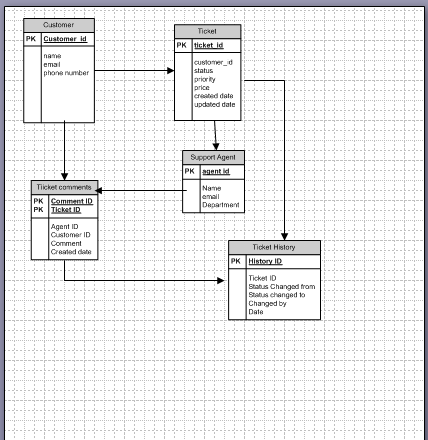 Customer
PK Customer_id
name
email
phone number
Ticket
PK ticket_id
customer_id
status
priority
price
created date
updated date
Support Agent
PK agent id
Name
email
Department
Tiicket comments
PK Comment ID
PK Ticket ID
Agent ID
Customer ID
Comment
Created date
Ticket History
PK History ID
Ticket ID
Status Changed from
Status changed to
Changed by
Date